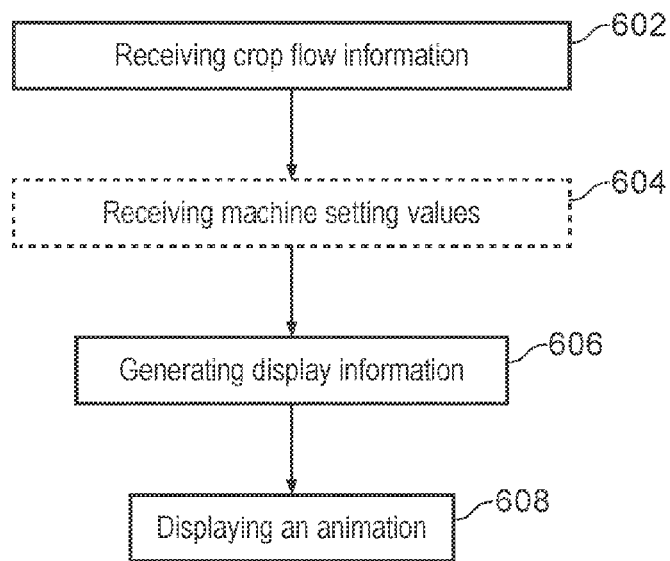 Receiving crop flow information
602
Receiving machine setting values
604
Generating display information
606
Displaying an animation
608